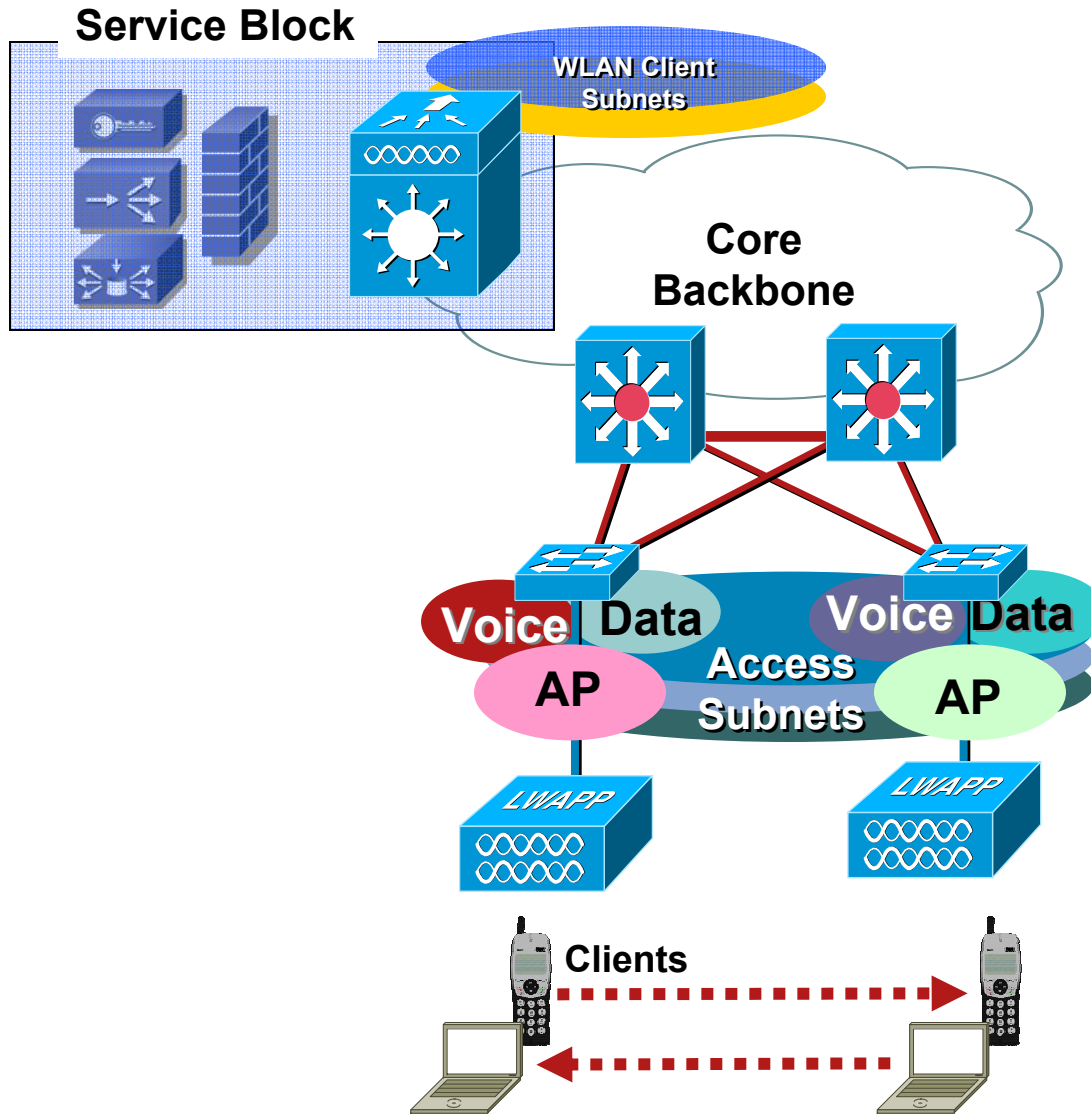 Service Block
WLAN Client
Subnets
Core
Backbone
Voice
Data
Voice
Data
Access
Subnets
AP
AP
LWAPP
LWAPP
Clients